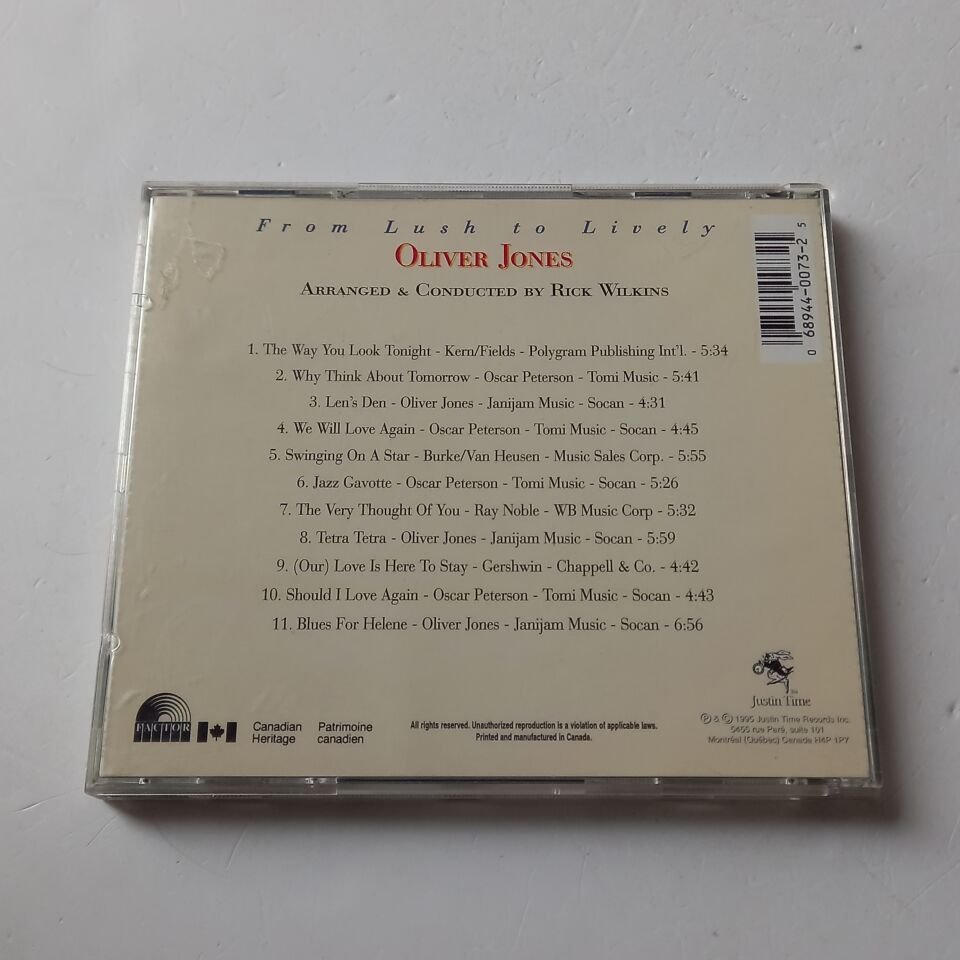 From Lush to Lively
OLIVER JONES
ARRANGED & CONDUCTED BY RICK WILKINS
1. The Way You Look Tonight - Kern/Fields - Polygram Publishing Int'l. - 5:34
2. Why Think About Tomorrow - Oscar Peterson - Tomi Music - 5:41
3. Len's Den - Oliver Jones - Janijam Music - Socan - 4:31
4. We Will Love Again - Oscar Peterson - Tomi Music - Socan - 4:45
5. Swinging On A Star - Burke/Van Heusen - Music Sales Corp. - 5:55
6. Jazz Gavotte - Oscar Peterson - Tomi Music - Socan - 5:26
7. The Very Thought Of You - Ray Noble - WB Music Corp - 5:32
8. Tetra Tetra - Oliver Jones - Janijam Music - Socan - 5:59
9. (Our) Love Is Here To Stay - Gershwin - Chappell & Co. - 4:42
10. Should I Love Again - Oscar Peterson - Tomi Music - Socan - 4:43
11. Blues For Helene - Oliver Jones - Janijam Music - Socan - 6:56
0 68944-0073-2 5
FACTOR
Canadian
Heritage
Patrimoine
canadien
All rights reserved. Unauthorized reproduction is a violation of applicable laws.
Printed and manufactured in Canada.
Justin Time
℗ & © 1995 Justin Time Records Inc.
5455 rue Paré, suite 101
Montréal (Québec) Canada H4P 1P7